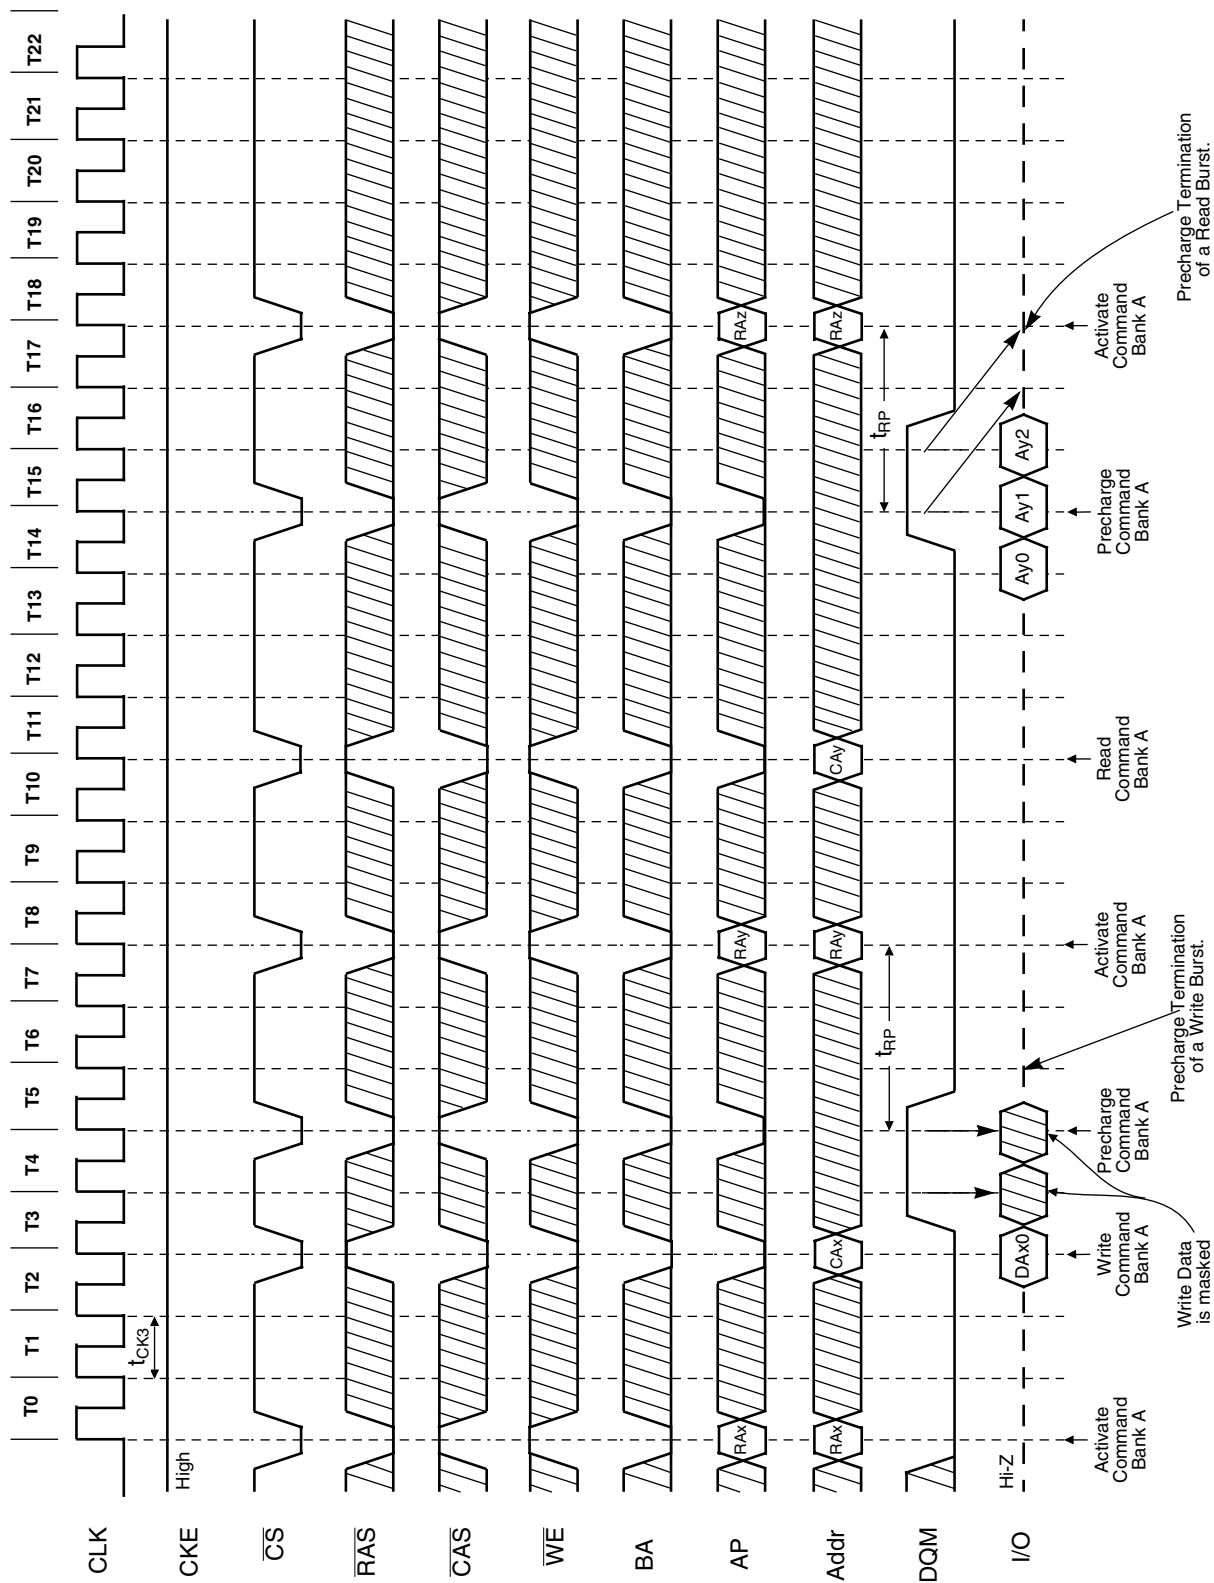 T0 T1 T2 T3 T4 T5 T6 T7 T8 T9 T10 T11 T12 T13 T14 T15 T16 T17 T18 T19 T20 T21 T22
CLK
tCK3
CKE
High
CS
RAS
CAS
WE
BA
AP
RAx RAy RAz
Addr
RAx CAx RAy CAy RAz
tRP tRP
DQM
I/O
Hi-Z
DAx0 Ay0 Ay1 Ay2
Activate
Command
Bank A
Write
Command
Bank A
Precharge
Command
Bank A
Activate
Command
Bank A
Read
Command
Bank A
Precharge
Command
Bank A
Activate
Command
Bank A
Write Data
is masked
Precharge Termination
of a Write Burst.
Precharge Termination
of a Read Burst.